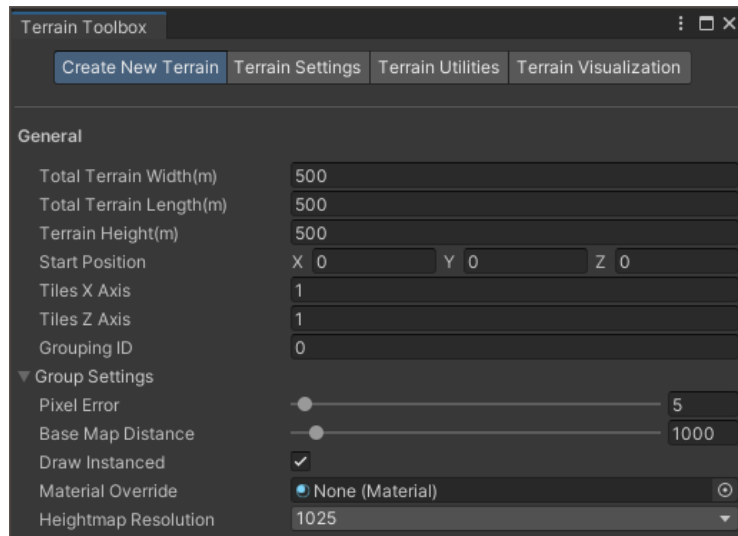 Terrain Toolbox
Create New Terrain Terrain Settings Terrain Utilities Terrain Visualization
General
Total Terrain Width(m) 500
Total Terrain Length(m) 500
Terrain Height(m) 500
Start Position X 0 Y 0 Z 0
Tiles X Axis 1
Tiles Z Axis 1
Grouping ID 0
Group Settings
Pixel Error 5
Base Map Distance 1000
Draw Instanced
Material Override None (Material)
Heightmap Resolution 1025